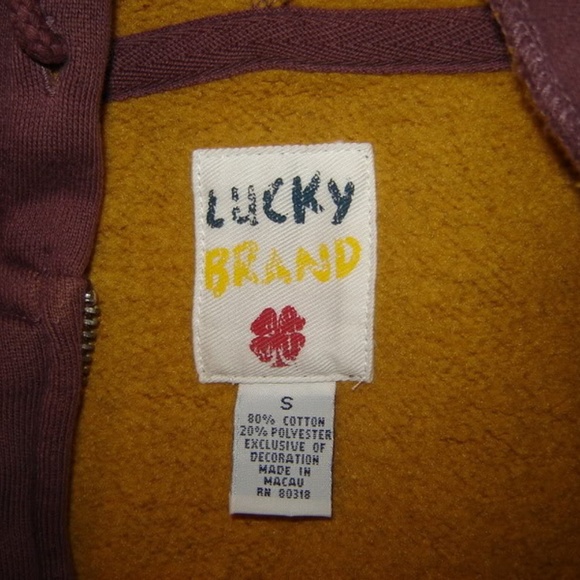 LUCKY
BRAND
S
80% COTTON
20% POLYESTER
EXCLUSIVE OF
DECORATION
MADE IN
MACAU
RN 80318